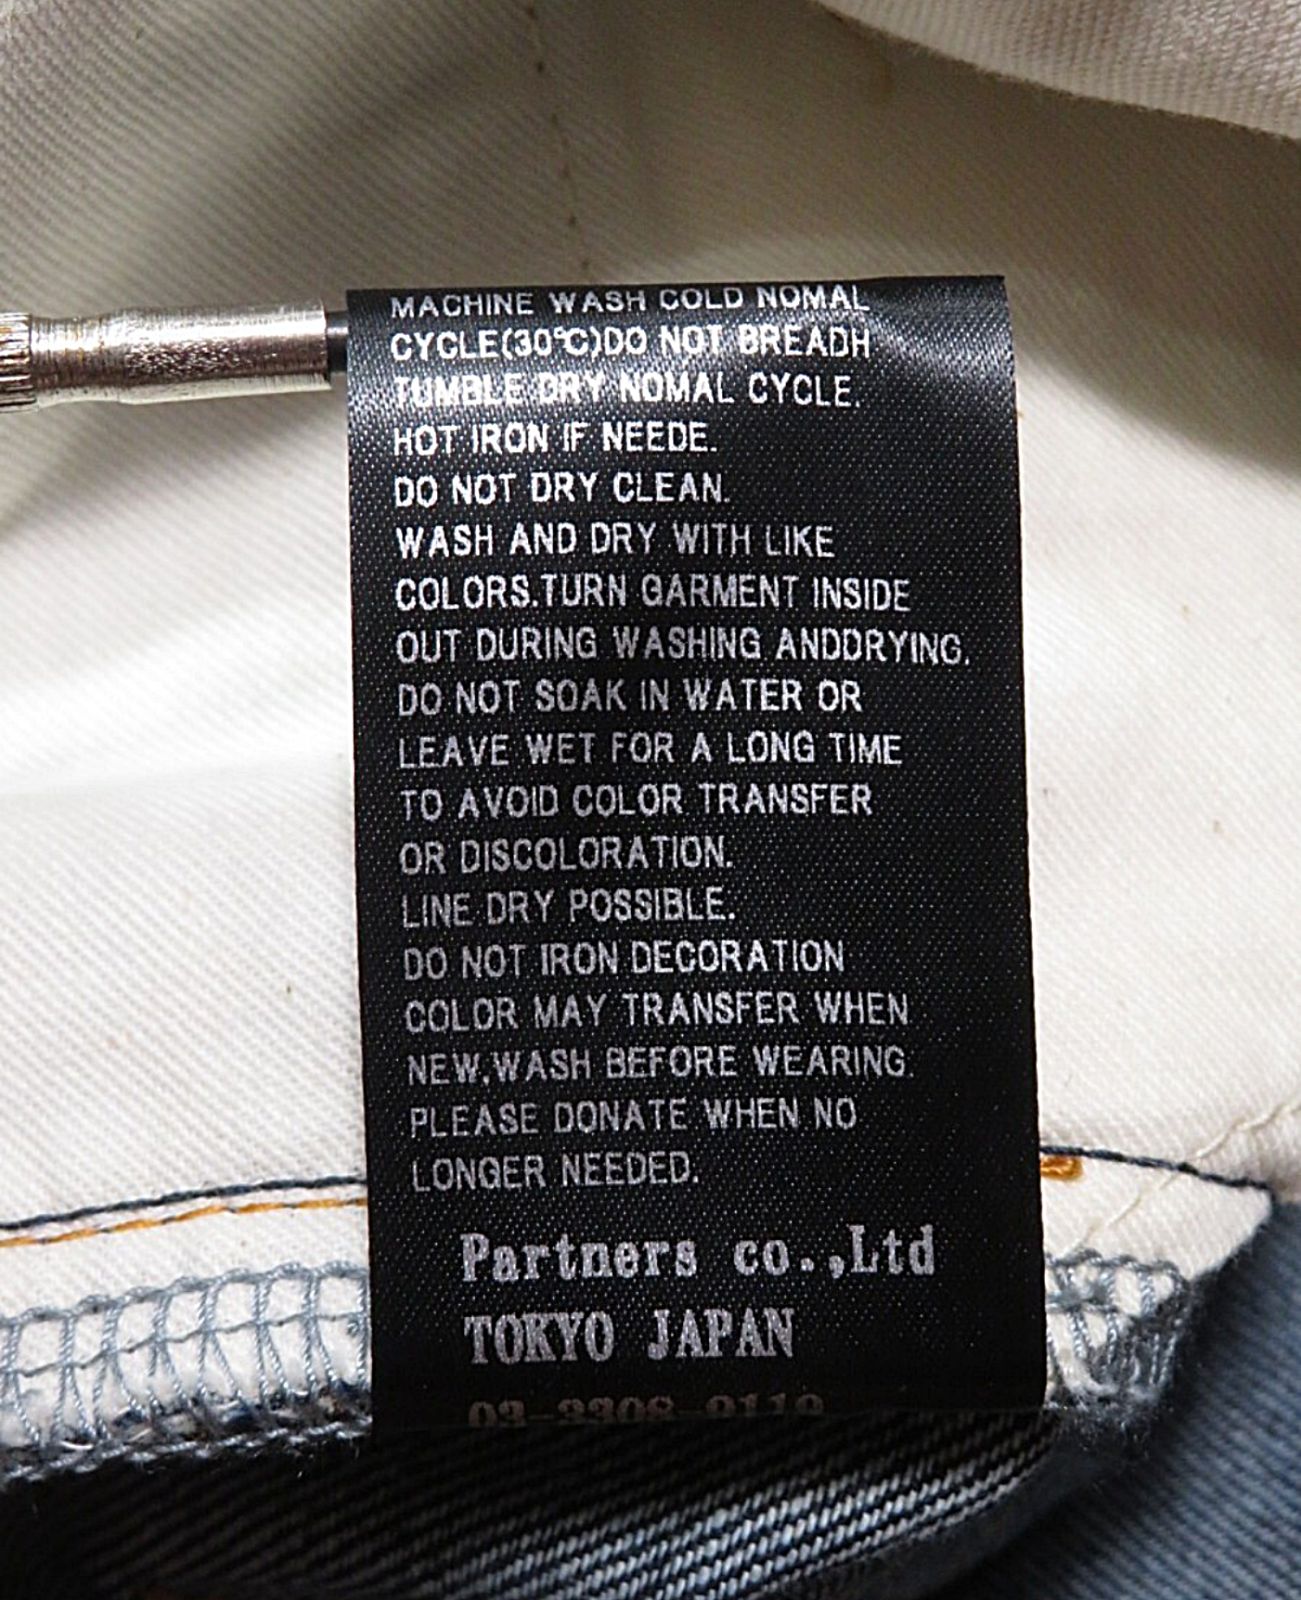 MACHINE WASH COLD NOMAL
CYCLE(30℃)DO NOT BREADH
TUMBLE DRY NOMAL CYCLE.
HOT IRON IF NEEDE.
DO NOT DRY CLEAN.
WASH AND DRY WITH LIKE
COLORS.TURN GARMENT INSIDE
OUT DURING WASHING ANDDRYING.
DO NOT SOAK IN WATER OR
LEAVE WET FOR A LONG TIME
TO AVOID COLOR TRANSFER
OR DISCOLORATION.
LINE DRY POSSIBLE.
DO NOT IRON DECORATION
COLOR MAY TRANSFER WHEN
NEW.WASH BEFORE WEARING.
PLEASE DONATE WHEN NO
LONGER NEEDED.
Partners co.,Ltd
TOKYO JAPAN